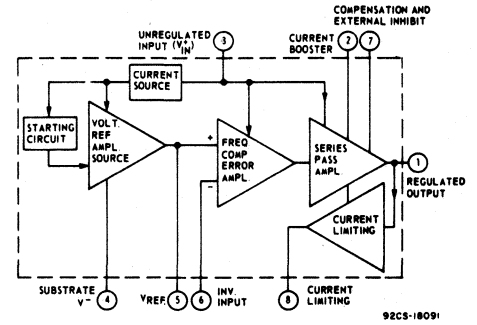 COMPENSATION AND
EXTERNAL INHIBIT
UNREGULATED
INPUT (V+IN)
3
CURRENT
BOOSTER
2
7
CURRENT
SOURCE
STARTING
CIRCUIT
VOLT.
REF
AMPL.
SOURCE
+
-
FREQ
COMP
ERROR
AMPL.
SERIES
PASS
AMPL
1
REGULATED
OUTPUT
CURRENT
LIMITING
SUBSTRATE
V-
4
VREF.
5
6
INV.
INPUT
8
CURRENT
LIMITING
92CS-18091